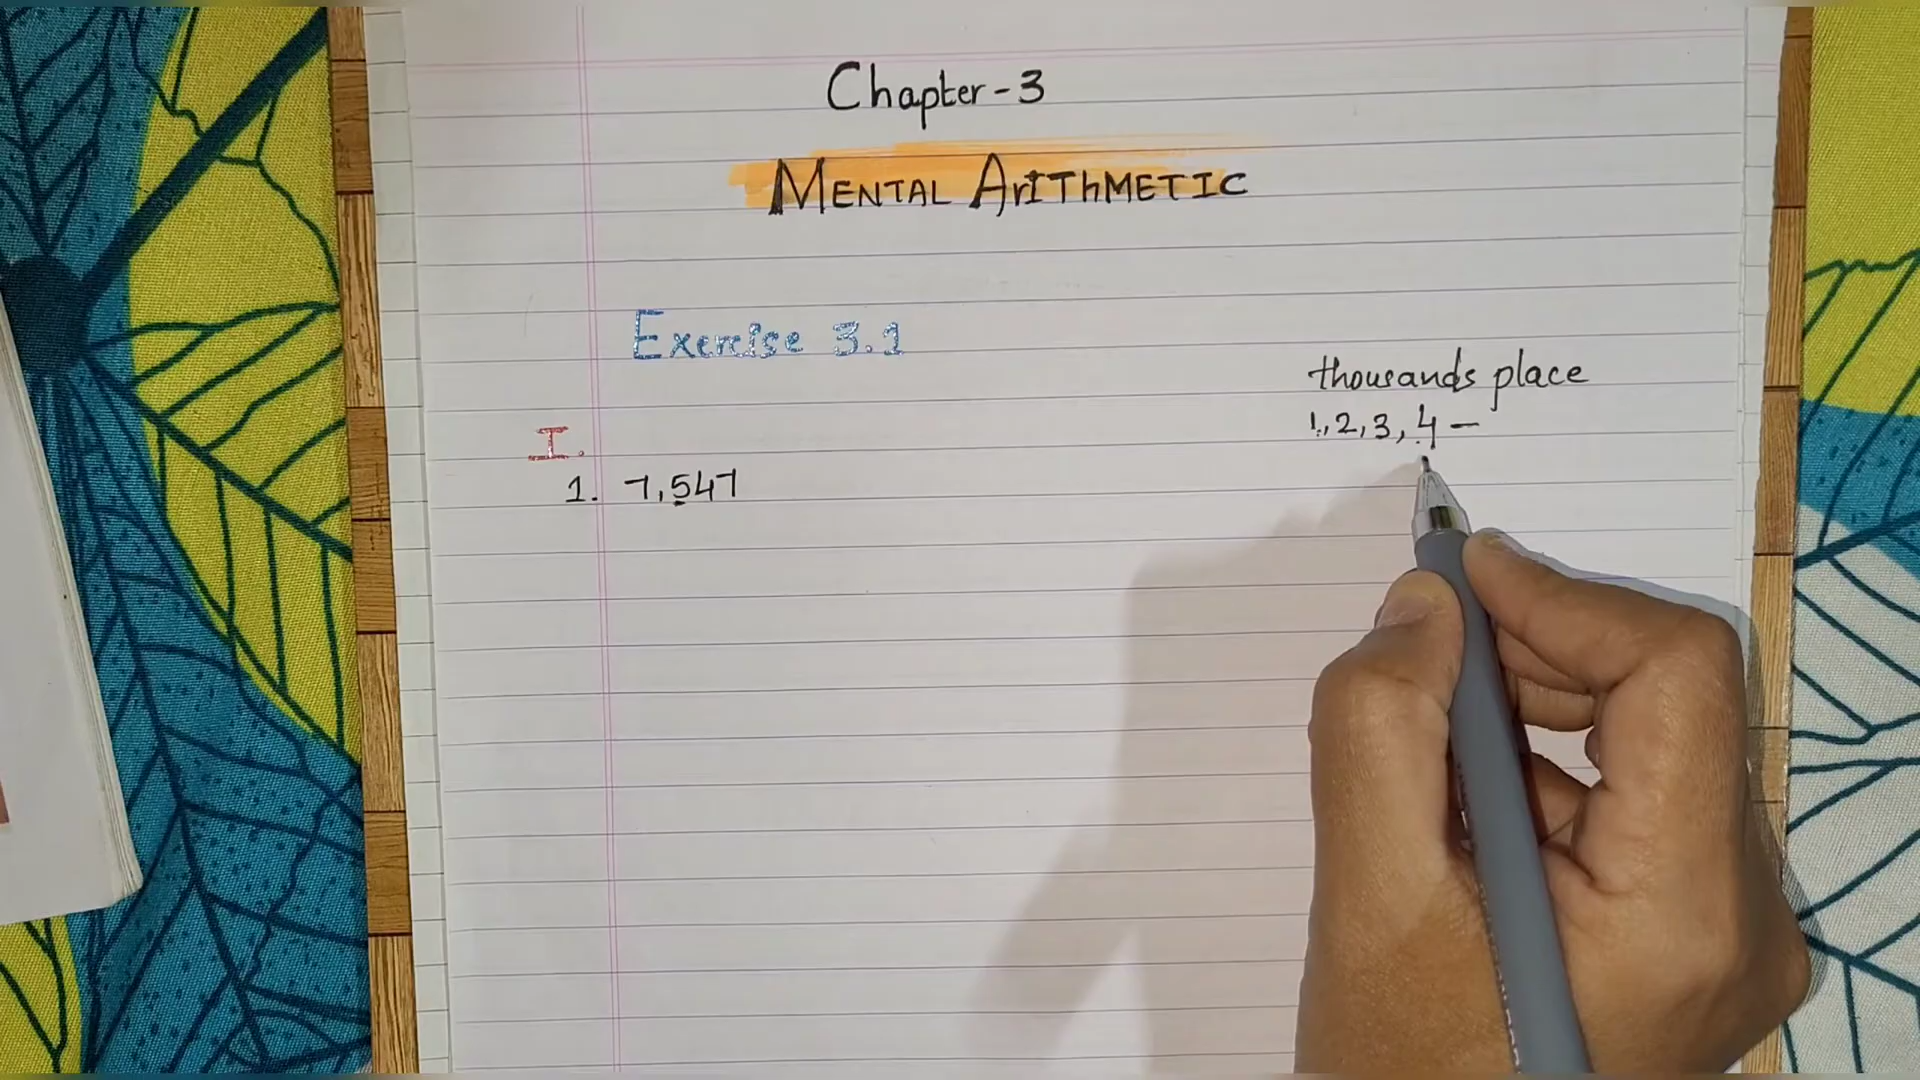 Chapter-3
MENTAL ArIThMETIC
Exercise 3.1
thousands place
1,2,3,4 -
I.
1. 7,547